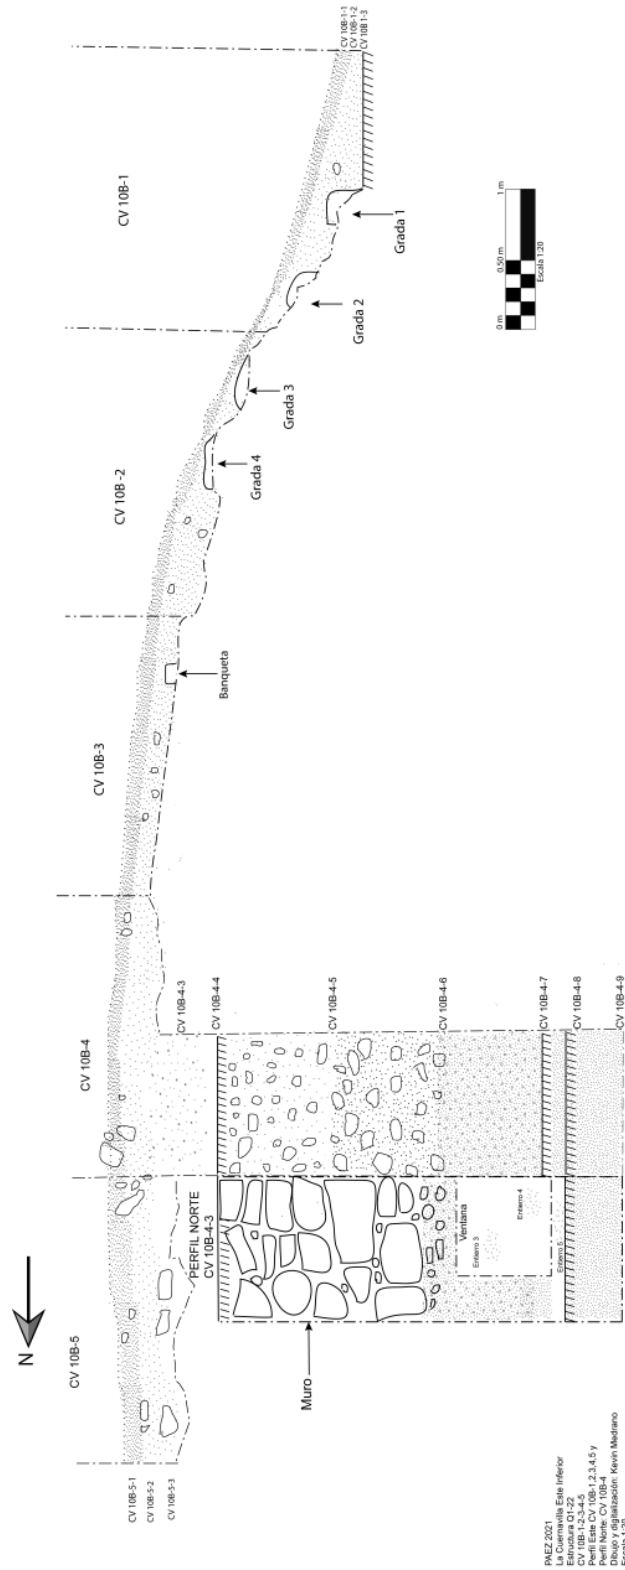 CV 10B-1-1
CV 10B-1-2
CV 10B 1-3
CV 10B-1
Grada 1
Grada 2
CV 10B -2
Grada 3
Grada 4
0 m
0.50 m
1 m
Escala 1:20
CV 10B-3
Banqueta
CV 10B-4
CV 10B-4-3
CV 10B-4-4
CV 10B-4-5
CV 10B-4-6
CV 10B-4-7
CV 10B-4-8
CV 10B-4-9
PERFIL NORTE
CV 10B-4-3
Ventana
Entierro 3
Entierro 4
Entierro 5
Muro
N
CV 10B-5
CV 10B-5-1
CV 10B-5-2
CV 10B-5-3
PAEZ 2021
La Cuernavilla Este Inferior
Estructura Q1-22
CV 10B-1-2-3-4-5
Perfil Este CV 10B-1,2,3,4,5 y
Perfil Norte: CV 10B-4
Dibujo y digitalización: Kevin Medrano
Escala 1:20